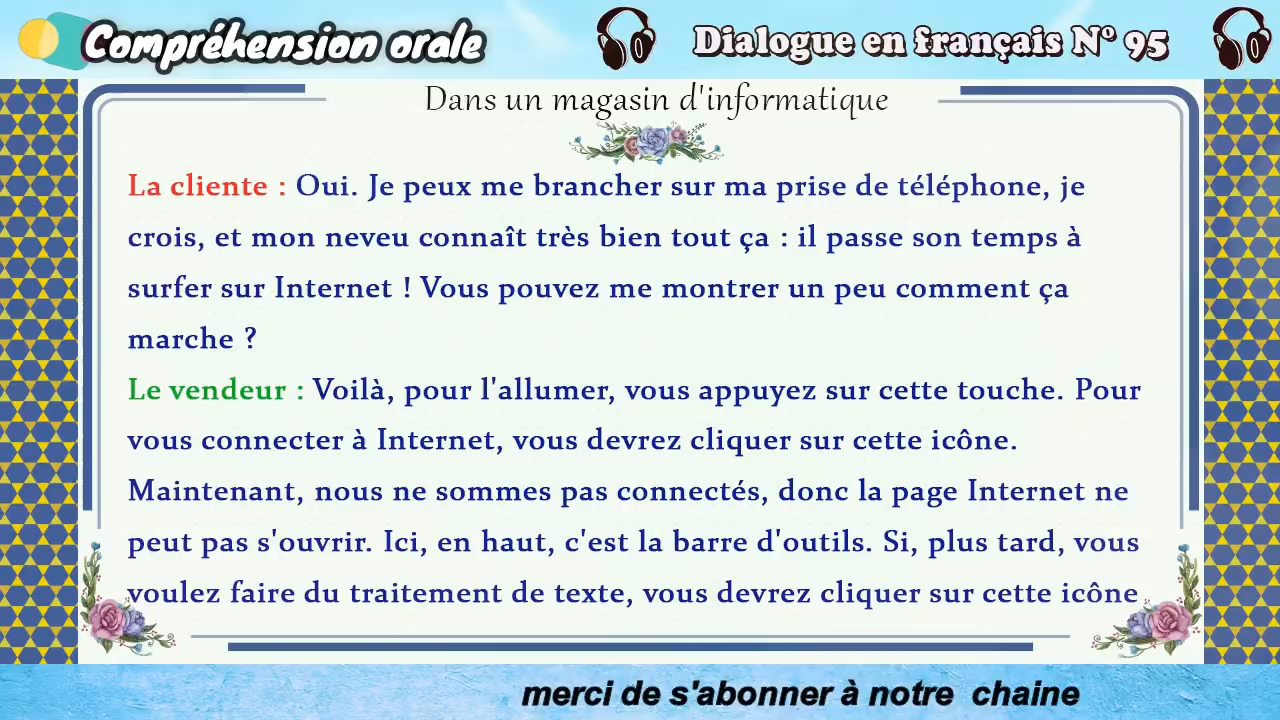 Compréhension orale
Dialogue en français N° 95
Dans un magasin d'informatique
La cliente : Oui. Je peux me brancher sur ma prise de téléphone, je
crois, et mon neveu connaît très bien tout ça : il passe son temps à
surfer sur Internet ! Vous pouvez me montrer un peu comment ça
marche ?
Le vendeur : Voilà, pour l'allumer, vous appuyez sur cette touche. Pour
vous connecter à Internet, vous devrez cliquer sur cette icône.
Maintenant, nous ne sommes pas connectés, donc la page Internet ne
peut pas s'ouvrir. Ici, en haut, c'est la barre d'outils. Si, plus tard, vous
voulez faire du traitement de texte, vous devrez cliquer sur cette icône
merci de s'abonner à notre chaine